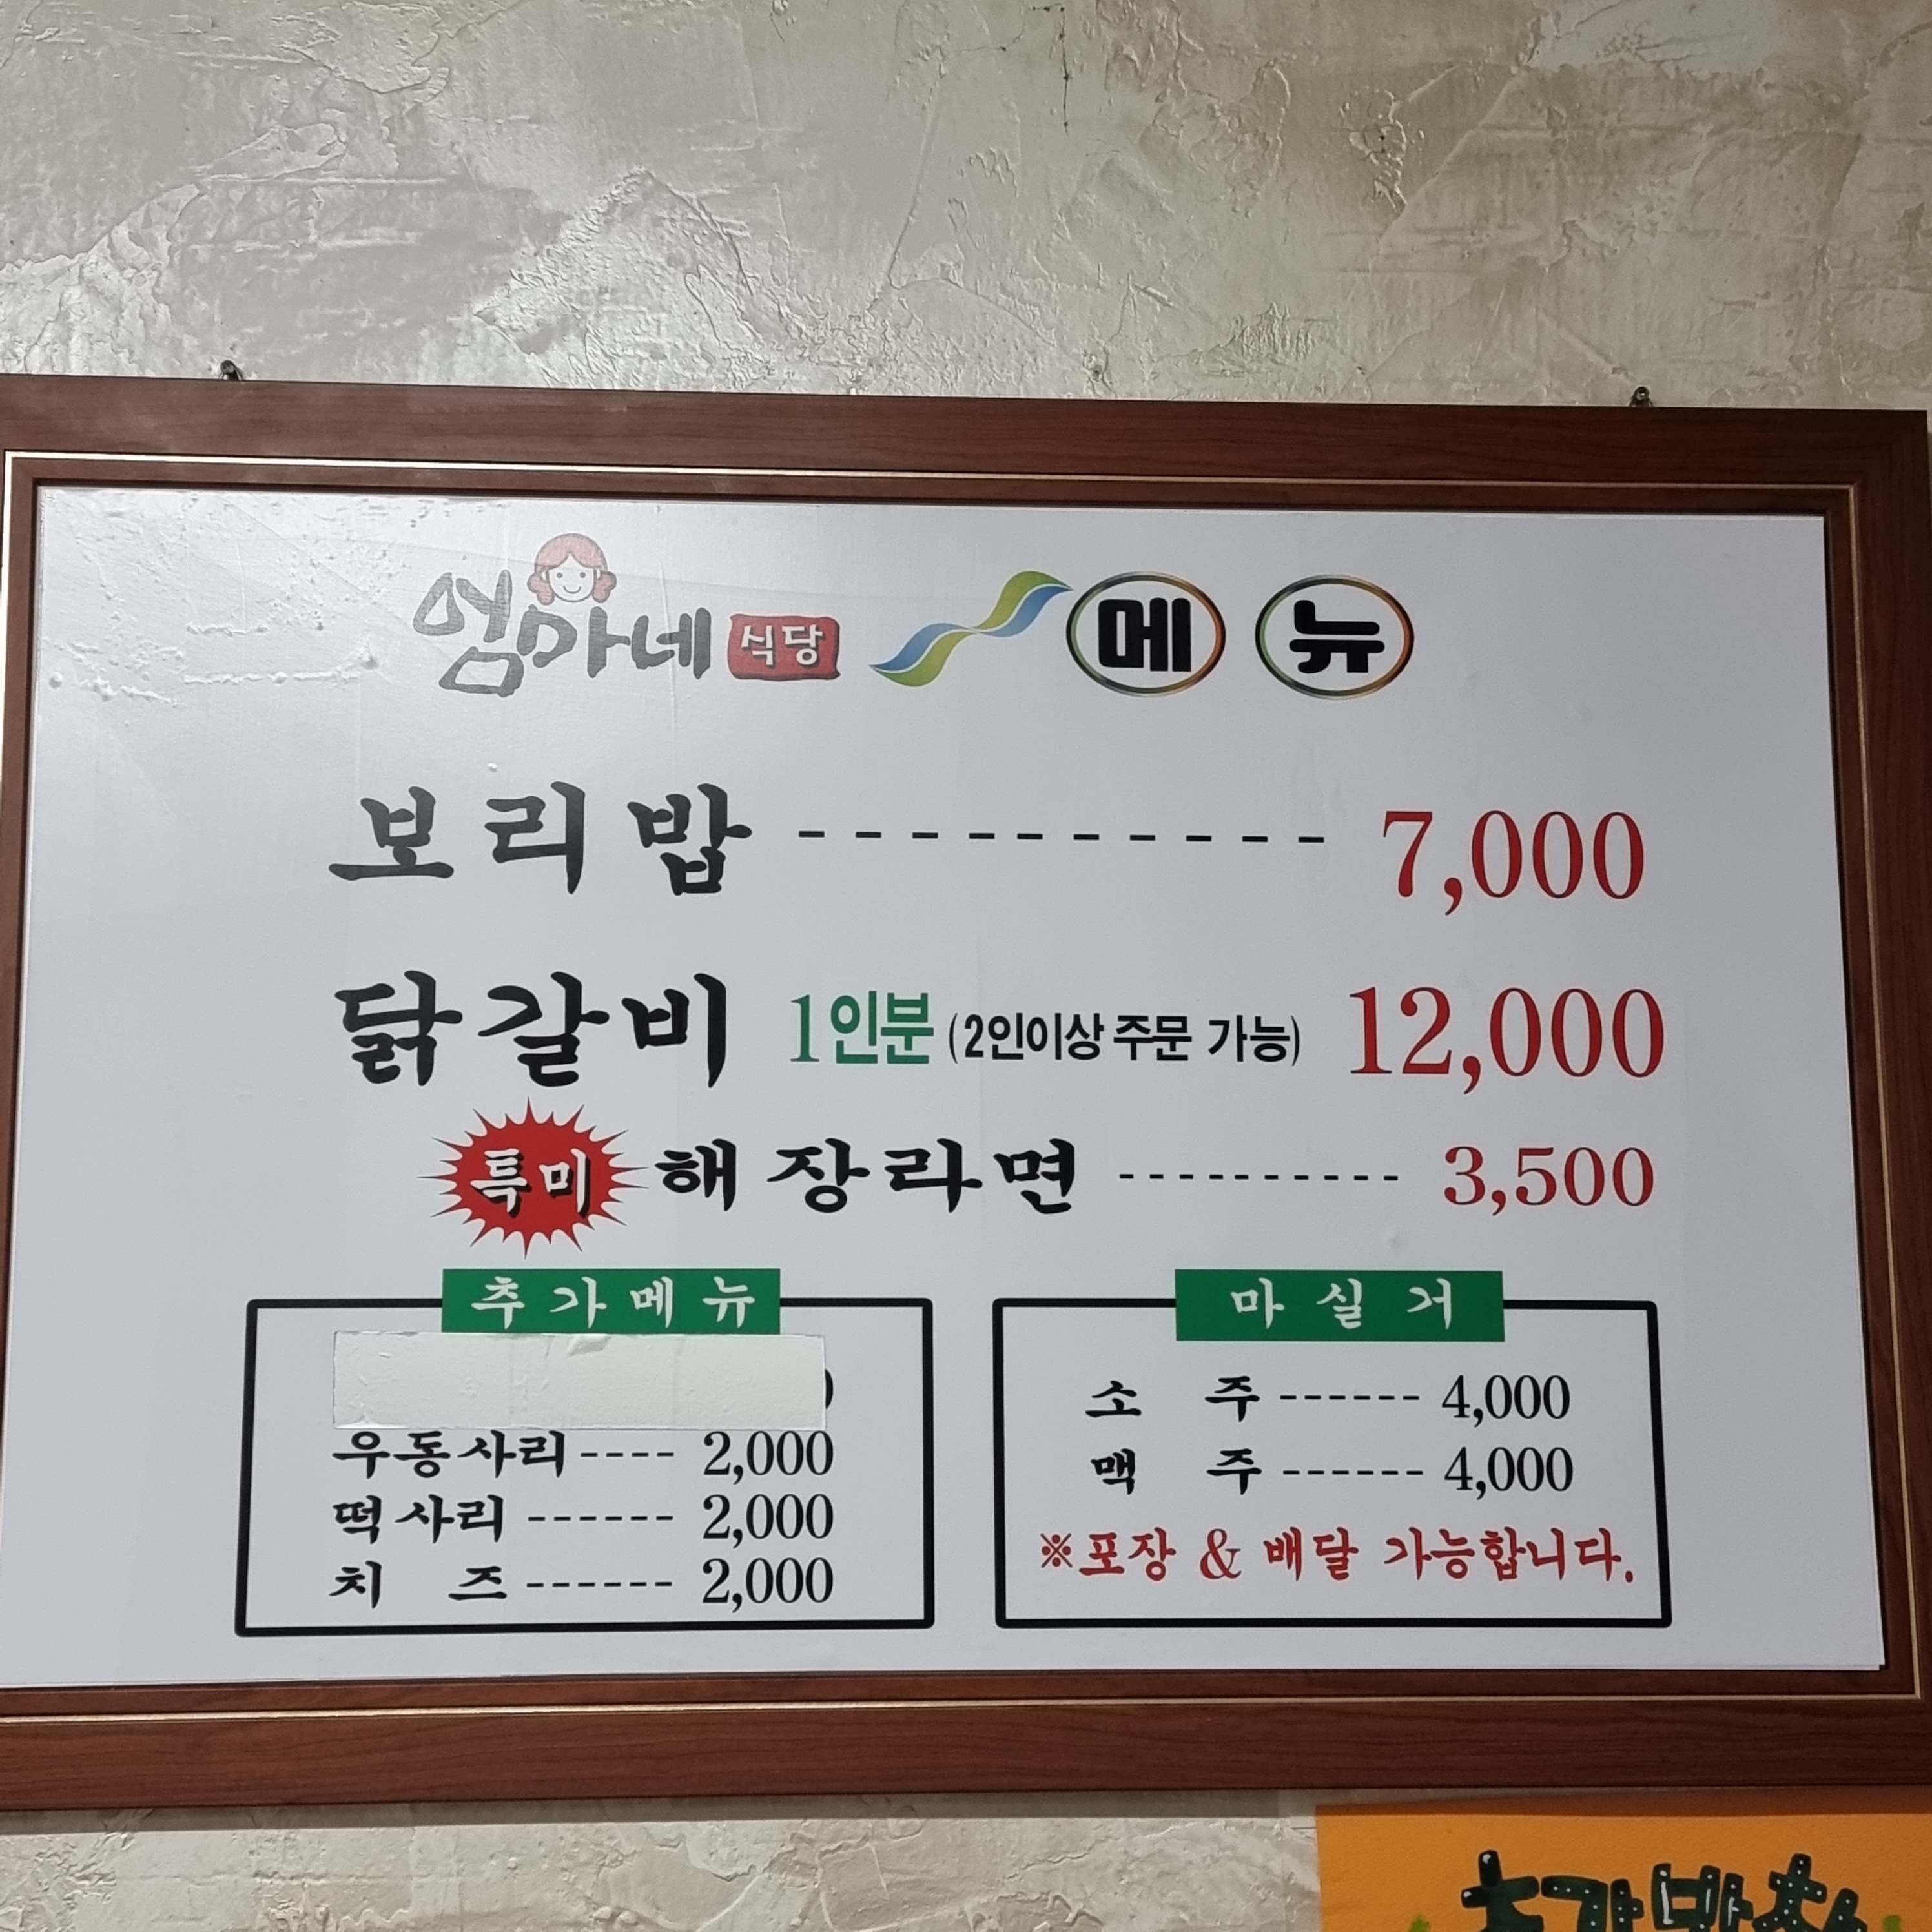 엄마네 식당 메뉴
보리밥 ----------- 7,000
닭갈비 1인분 (2인이상 주문 가능) 12,000
특미 해장라면 ---------- 3,500
추가메뉴
우동사리 ---- 2,000
떡사리 ------ 2,000
치 즈 ------ 2,000
마실거
소 주 ------ 4,000
맥 주 ------ 4,000
※포장 & 배달 가능합니다.